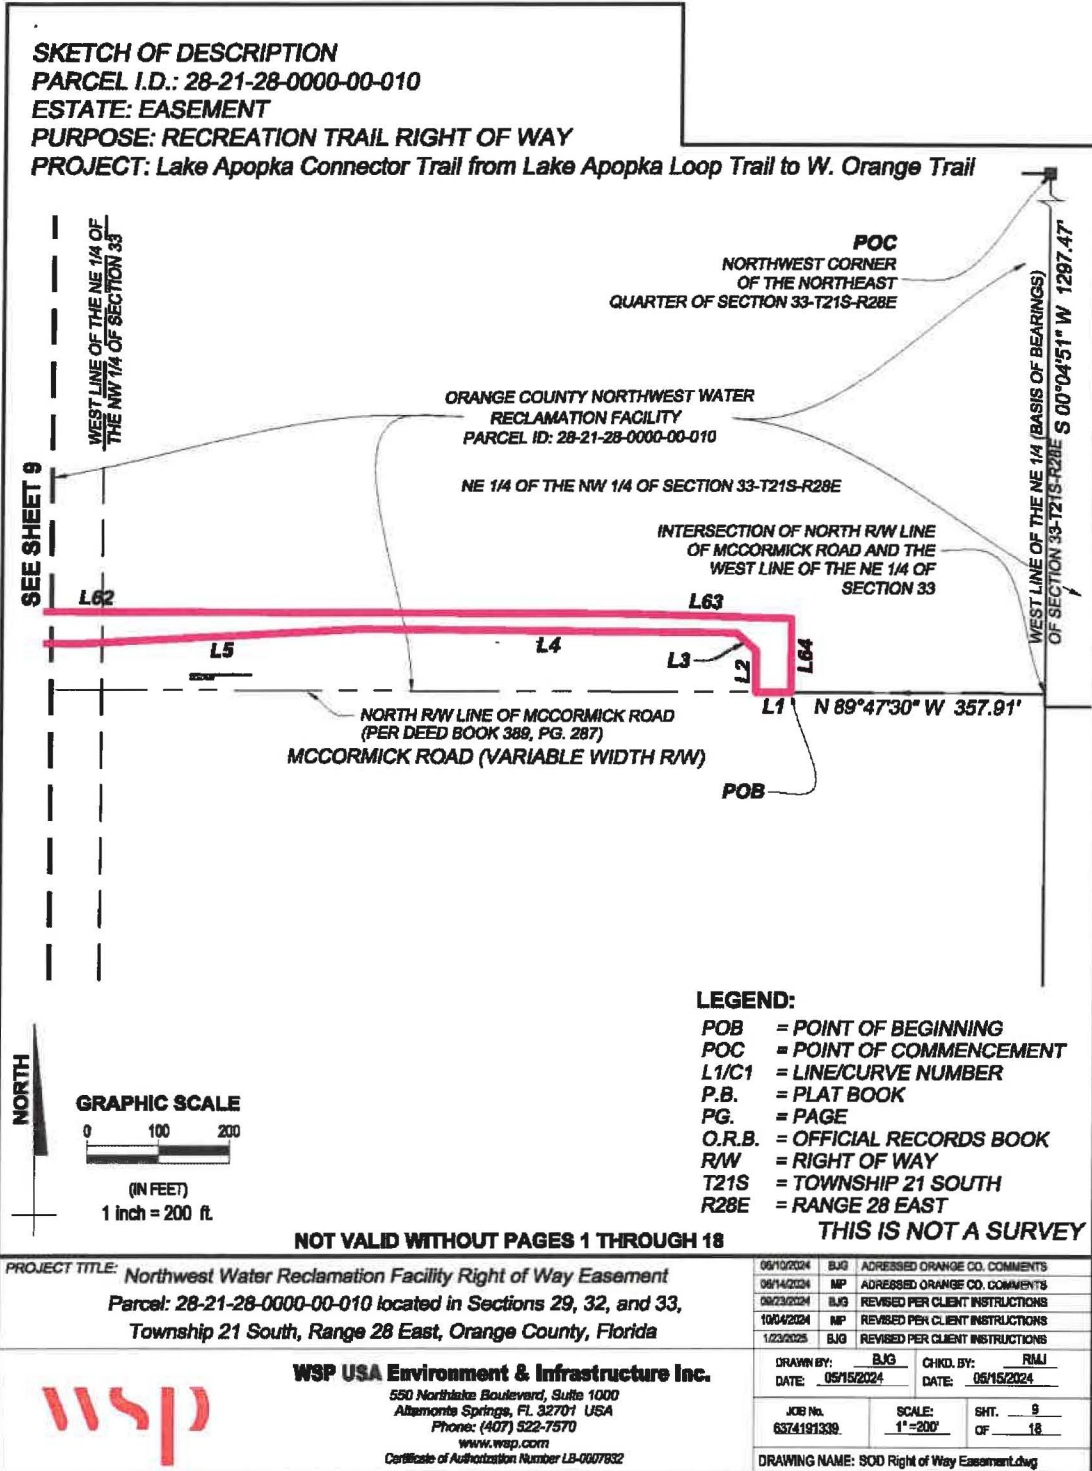 SKETCH OF DESCRIPTION
PARCEL I.D.: 28-21-28-0000-00-010
ESTATE: EASEMENT
PURPOSE: RECREATION TRAIL RIGHT OF WAY
PROJECT: Lake Apopka Connector Trail from Lake Apopka Loop Trail to W. Orange Trail
WEST LINE OF THE NE 1/4 OF
THE NW 1/4 OF SECTION 33
POC
NORTHWEST CORNER
OF THE NORTHEAST
QUARTER OF SECTION 33-T21S-R28E
WEST LINE OF THE NE 1/4 (BASIS OF BEARINGS)
OF SECTION 33-T21S-R28E
S 00°04'51" W 1297.47'
ORANGE COUNTY NORTHWEST WATER
RECLAMATION FACILITY
PARCEL ID: 28-21-28-0000-00-010
NE 1/4 OF THE NW 1/4 OF SECTION 33-T21S-R28E
INTERSECTION OF NORTH R/W LINE
OF MCCORMICK ROAD AND THE
WEST LINE OF THE NE 1/4 OF
SECTION 33
SEE SHEET 9
L62
L63
L5
L4
L3
L2
L64
L1
N 89°47'30" W 357.91'
NORTH R/W LINE OF MCCORMICK ROAD
(PER DEED BOOK 389, PG. 287)
MCCORMICK ROAD (VARIABLE WIDTH R/W)
POB
LEGEND:
POB = POINT OF BEGINNING
POC = POINT OF COMMENCEMENT
L1/C1 = LINE/CURVE NUMBER
P.B. = PLAT BOOK
PG. = PAGE
O.R.B. = OFFICIAL RECORDS BOOK
R/W = RIGHT OF WAY
T21S = TOWNSHIP 21 SOUTH
R28E = RANGE 28 EAST
NORTH
GRAPHIC SCALE
0 100 200
(IN FEET)
1 inch = 200 ft.
THIS IS NOT A SURVEY
NOT VALID WITHOUT PAGES 1 THROUGH 18
PROJECT TITLE: Northwest Water Reclamation Facility Right of Way Easement
Parcel: 28-21-28-0000-00-010 located in Sections 29, 32, and 33,
Township 21 South, Range 28 East, Orange County, Florida
06/10/2024 BJG ADRESSED ORANGE CO. COMMENTS
06/14/2024 MP ADRESSED ORANGE CO. COMMENTS
09/23/2024 BJG REVISED PER CLIENT INSTRUCTIONS
10/04/2024 MP REVISED PER CLIENT INSTRUCTIONS
1/23/2025 BJG REVISED PER CLIENT INSTRUCTIONS
wsp
WSP USA Environment & Infrastructure Inc.
550 Northlake Boulevard, Suite 1000
Altamonte Springs, FL 32701 USA
Phone: (407) 522-7570
www.wsp.com
Certificate of Authorization Number LB-0007932
DRAWN BY: BJG CHKD. BY: RMJ
DATE: 05/15/2024 DATE: 05/15/2024
JOB No. SCALE: SHT. 9
6374191339 1"=200' OF 18
DRAWING NAME: SOD Right of Way Easement.dwg